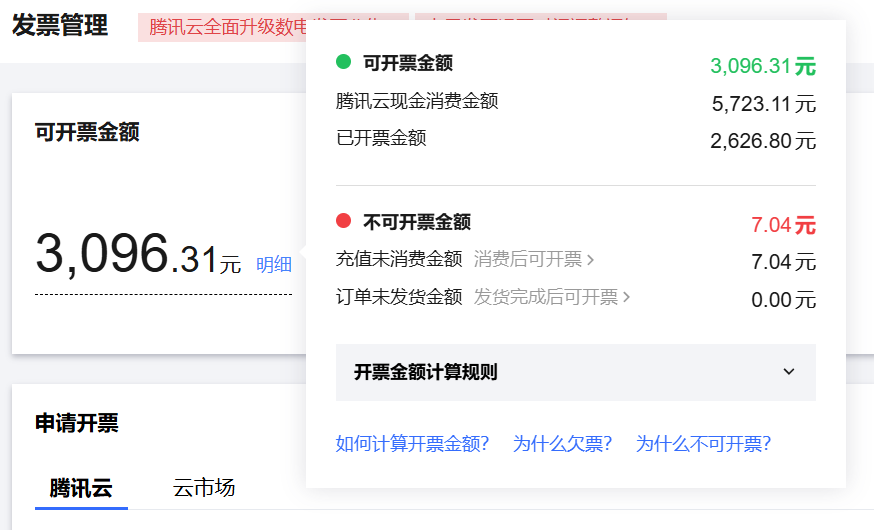 发票管理
腾讯云全面升级数电
可开票金额
3,096.31元 明细
可开票金额 3,096.31元
腾讯云现金消费金额 5,723.11元
已开票金额 2,626.80元
不可开票金额 7.04元
充值未消费金额 消费后可开票 7.04元
订单未发货金额 发货完成后可开票 0.00元
开票金额计算规则
如何计算开票金额? 为什么欠票? 为什么不可开票?
申请开票
腾讯云 云市场